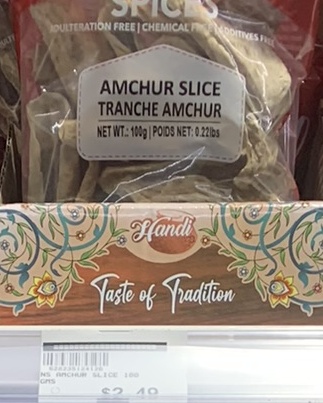 SPICES
ADULTERATION FREE | CHEMICAL FREE | ADDITIVES FREE
AMCHUR SLICE
TRANCHE AMCHUR
NET WT.: 100g | POIDS NET: 0.22lbs
Handi
Taste of Tradition
NS AMCHUR SLICE 100
GMS
$2.49